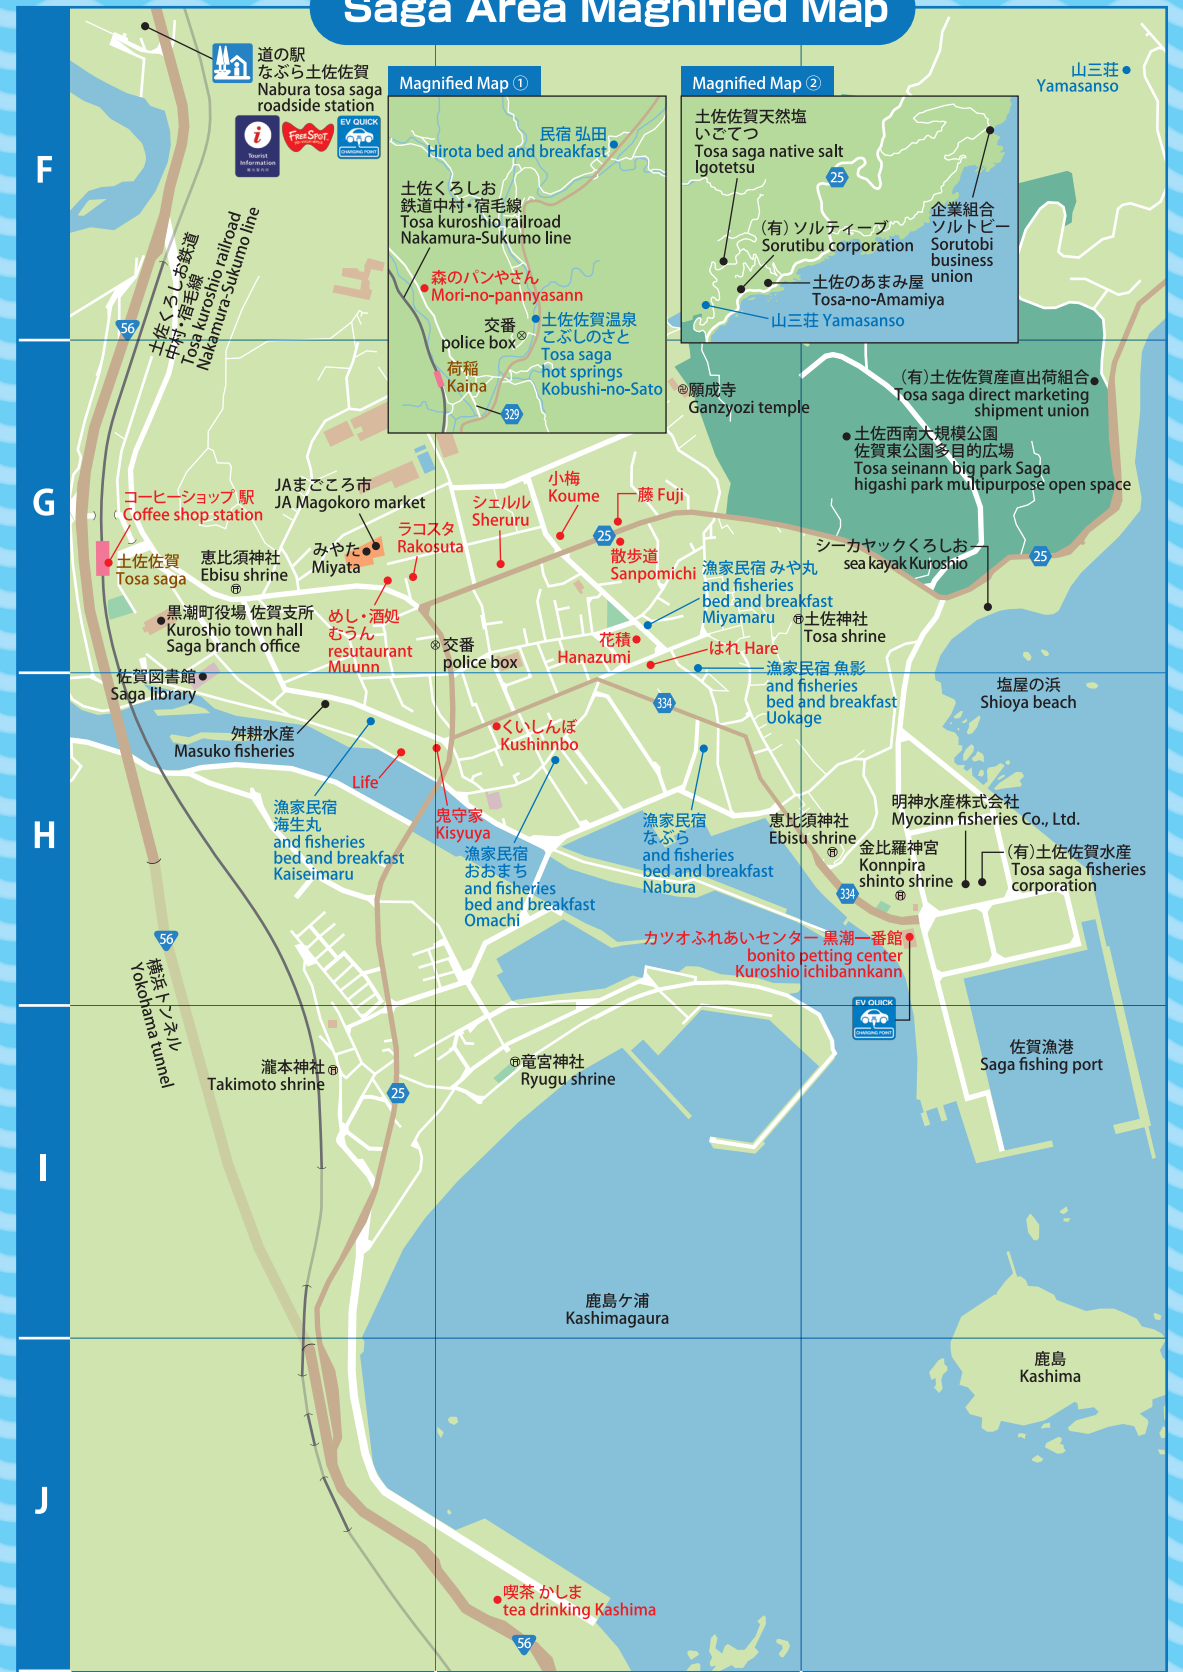 Saga Area Magnified Map
F
G
H
I
J
道の駅
なぶら土佐佐賀
Nabura tosa saga
roadside station
i
Tourist
Information
FREESPOT
EV QUICK
CHARGING POINT
土佐くろしお鉄道
中村・宿毛線
Tosa kuroshio railroad
Nakamura-Sukumo line
56
Magnified Map ①
民宿 弘田
Hirota bed and breakfast
土佐くろしお
鉄道中村・宿毛線
Tosa kuroshio railroad
Nakamura-Sukumo line
森のパンやさん
Mori-no-pannyasann
交番
police box
土佐佐賀温泉
こぶしのさと
Tosa saga
hot springs
Kobushi-no-Sato
荷稲
Kaina
329
Magnified Map ②
土佐佐賀天然塩
いごてつ
Tosa saga native salt
Igotetsu
25
(有) ソルティーブ
Sorutibu corporation
企業組合
ソルトビー
Sorutobi
business
union
土佐のあまみ屋
Tosa-no-Amamiya
山三荘 Yamasanso
山三荘
Yamasanso
願成寺
Ganzyozi temple
(有)土佐佐賀産直出荷組合
Tosa saga direct marketing
shipment union
土佐西南大規模公園
佐賀東公園多目的広場
Tosa seinann big park Saga
higashi park multipurpose open space
コーヒーショップ 駅
Coffee shop station
JAまごころ市
JA Magokoro market
シェルル
Sheruru
小梅
Koume
藤 Fuji
25
ラコスタ
Rakosuta
みやた
Miyata
土佐佐賀
Tosa saga
恵比須神社
Ebisu shrine
散歩道
Sanpomichi
漁家民宿 みや丸
and fisheries
bed and breakfast
Miyamaru
シーカヤックくろしお
sea kayak Kuroshio
25
黒潮町役場 佐賀支所
Kuroshio town hall
Saga branch office
めし・酒処
むうん
resutaurant
Muunn
交番
police box
花積
Hanazumi
はれ Hare
土佐神社
Tosa shrine
漁家民宿 魚影
and fisheries
bed and breakfast
Uokage
佐賀図書館
Saga library
塩屋の浜
Shioya beach
334
舛耕水産
Masuko fisheries
くいしんぼ
Kushinnbo
Life
漁家民宿
海生丸
and fisheries
bed and breakfast
Kaiseimaru
鬼守家
Kisyuya
漁家民宿
おおまち
and fisheries
bed and breakfast
Omachi
漁家民宿
なぶら
and fisheries
bed and breakfast
Nabura
恵比須神社
Ebisu shrine
明神水産株式会社
Myozinn fisheries Co., Ltd.
金比羅神宮
Konnpira
shinto shrine
(有)土佐佐賀水産
Tosa saga fisheries
corporation
334
カツオふれあいセンター 黒潮一番館
bonito petting center
Kuroshio ichibannkann
EV QUICK
CHARGING POINT
56
横浜トンネル
Yokohama tunnel
佐賀漁港
Saga fishing port
瀧本神社
Takimoto shrine
竜宮神社
Ryugu shrine
25
鹿島ケ浦
Kashimagaura
鹿島
Kashima
喫茶 かしま
tea drinking Kashima
56